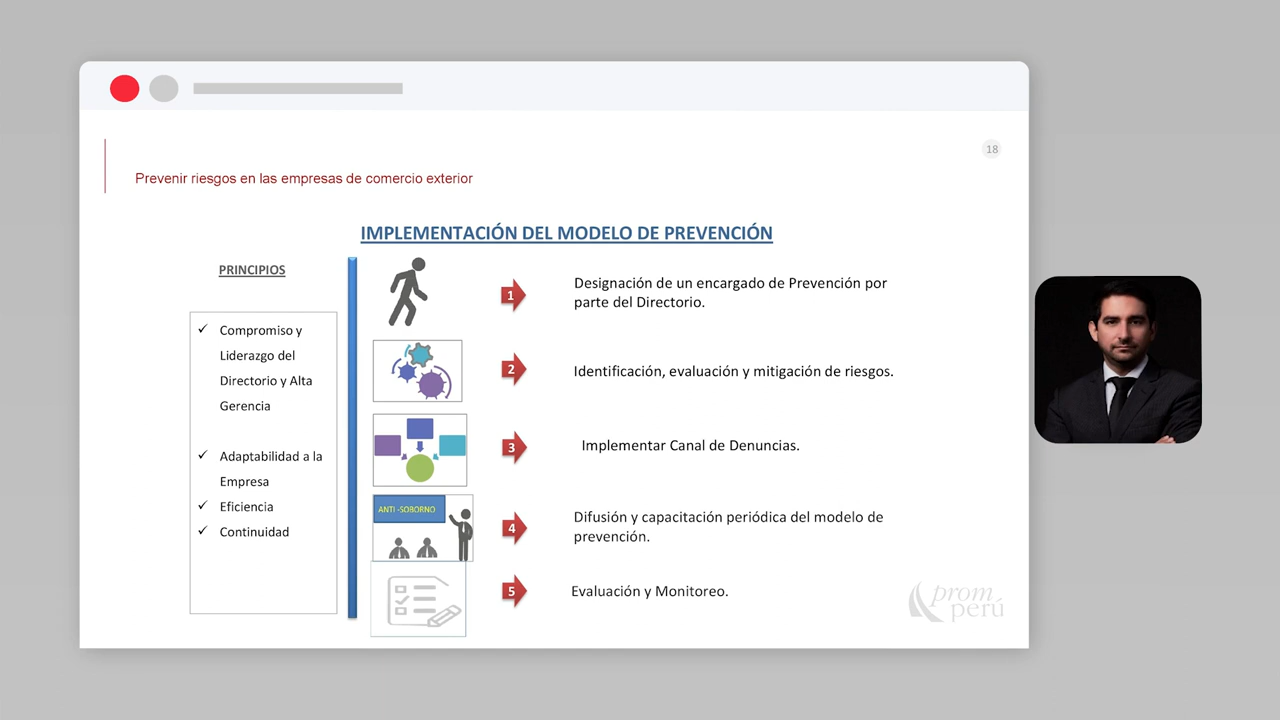 18
Prevenir riesgos en las empresas de comercio exterior
IMPLEMENTACIÓN DEL MODELO DE PREVENCIÓN
PRINCIPIOS
✓ Compromiso y
Liderazgo del
Directorio y Alta
Gerencia
✓ Adaptabilidad a la
Empresa
✓ Eficiencia
✓ Continuidad
1
Designación de un encargado de Prevención por
parte del Directorio.
2
Identificación, evaluación y mitigación de riesgos.
3
Implementar Canal de Denuncias.
ANTI -SOBORNO
4
Difusión y capacitación periódica del modelo de
prevención.
5
Evaluación y Monitoreo.
prom
perú